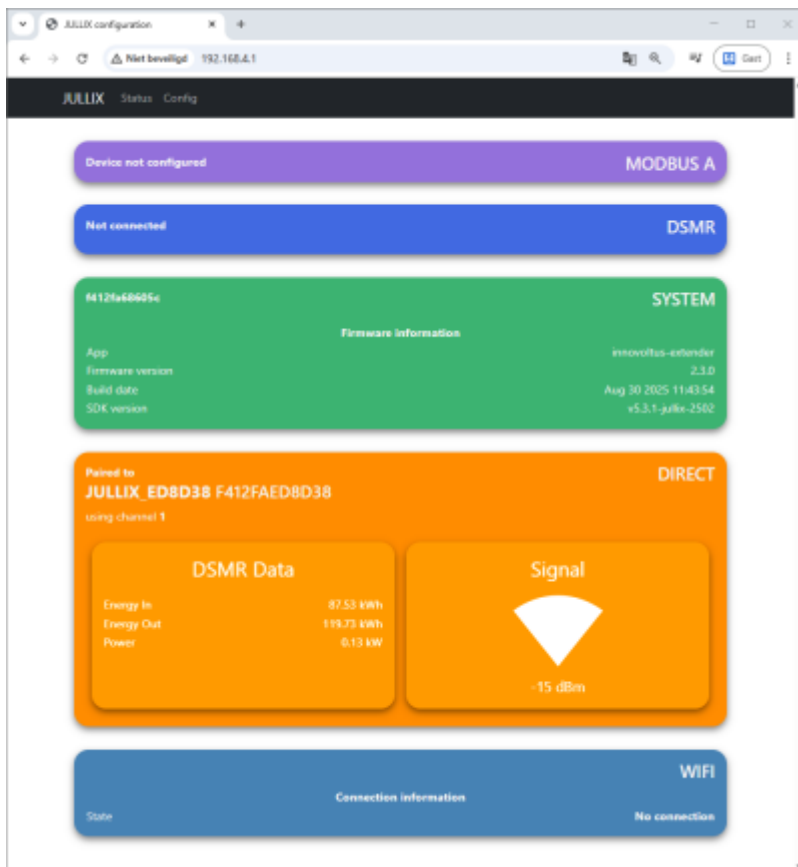 JULLIX configuration
Niet beveiligd 192.168.4.1
Gast
JULLIX Status Config
Device not configured MODBUS A
Not connected DSMR
f412fa68605c SYSTEM
Firmware information
App innovoltus-extender
Firmware version 2.3.0
Build date Aug 30 2025 11:43:54
SDK version v5.3.1-jullix-2502
Paired to DIRECT
JULLIX_ED8D38 F412FAED8D38
using channel 1
DSMR Data
Energy In 87.53 kWh
Energy Out 119.73 kWh
Power 0.13 kW
Signal
-15 dBm
WIFI
Connection information
State No connection